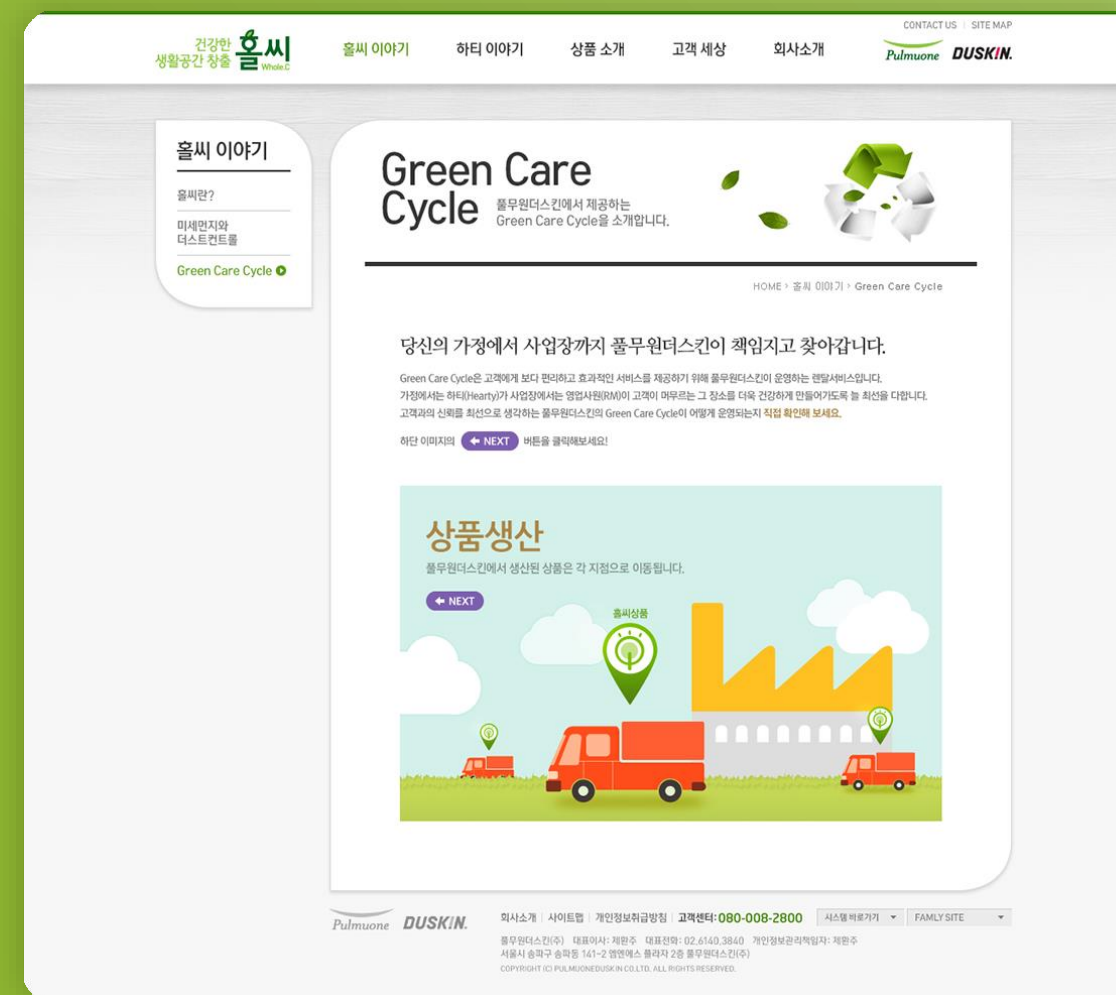 CONTACT US | SITE MAP
건강한
생활공간 창출
홀씨
Whole.C
홀씨 이야기
하티 이야기
상품 소개
고객 세상
회사소개
Pulmuone
DUSKIN.
홀씨 이야기
홀씨란?
미세먼지와
더스트컨트롤
Green Care Cycle
Green Care
Cycle
풀무원더스킨에서 제공하는
Green Care Cycle을 소개합니다.
HOME > 홀씨 이야기 > Green Care Cycle
당신의 가정에서 사업장까지 풀무원더스킨이 책임지고 찾아갑니다.
Green Care Cycle은 고객에게 보다 편리하고 효과적인 서비스를 제공하기 위해 풀무원더스킨이 운영하는 렌탈서비스입니다.
가정에서는 하티(Hearty)가 사업장에서는 영업사원(RM)이 고객이 머무르는 그 장소를 더욱 건강하게 만들어가도록 늘 최선을 다합니다.
고객과의 신뢰를 최선으로 생각하는 풀무원더스킨의 Green Care Cycle이 어떻게 운영되는지 직접 확인해 보세요.
하단 이미지의 NEXT 버튼을 클릭해보세요!
상품생산
풀무원더스킨에서 생산된 상품은 각 지점으로 이동됩니다.
NEXT
홀씨상품
Pulmuone
DUSKIN.
회사소개 | 사이트맵 | 개인정보취급방침 | 고객센터: 080-008-2800
시스템 바로가기
FAMLY SITE
풀무원더스킨(주) 대표이사: 제환주 대표전화: 02.6140.3840 개인정보관리책임자: 제환주
서울시 송파구 송파동 141-2 엠엔에스 플라자 2층 풀무원더스킨(주)
COPYRIGHT (C) PULMUONEDUSKIN CO.LTD. ALL RIGHTS RESERVED.